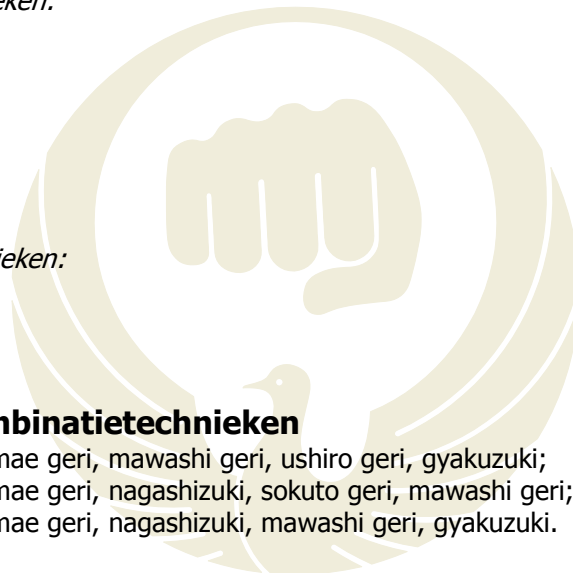 eken:
ieken:
nbinatietechnieken
mae geri, mawashi geri, ushiro geri, gyakuzuki;
mae geri, nagashizuki, sokuto geri, mawashi geri;
mae geri, nagashizuki, mawashi geri, gyakuzuki.